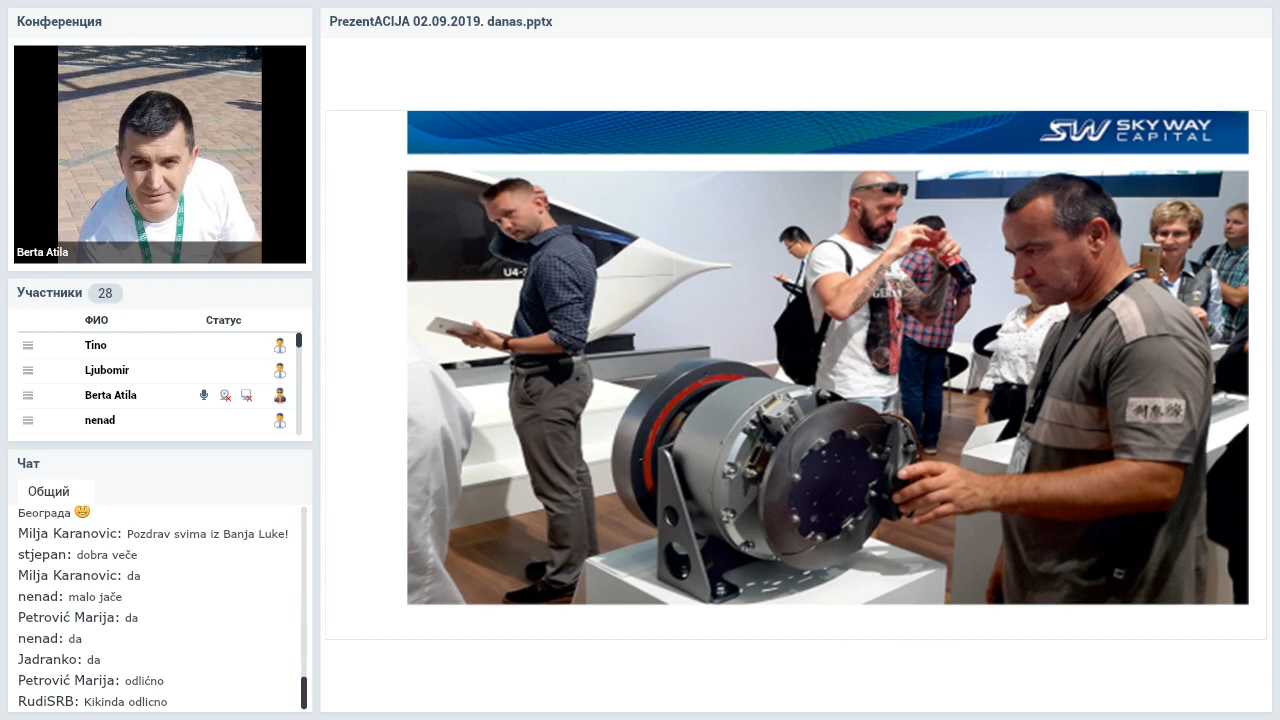 Конференция
Berta Atila
Участники 28
ФИО Статус
Tino
Ljubomir
Berta Atila
nenad
Чат
Общий
Београда
Milja Karanovic: Pozdrav svima iz Banja Luke!
stjepan: dobra veče
Milja Karanovic: da
nenad: malo jače
Petrović Marija: da
nenad: da
Jadranko: da
Petrović Marija: odlićno
RudiSRB: Kikinda odlicno
PrezentACIJA 02.09.2019. danas.pptx
SW SKY WAY
CAPITAL